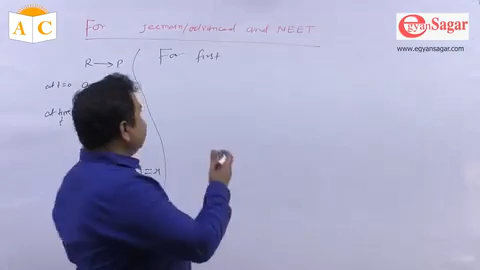 A C
egyanSagar
www.egyansagar.com
For jeemain/advanced and NEET
For first
R → P
at t=0
at time
t
= x